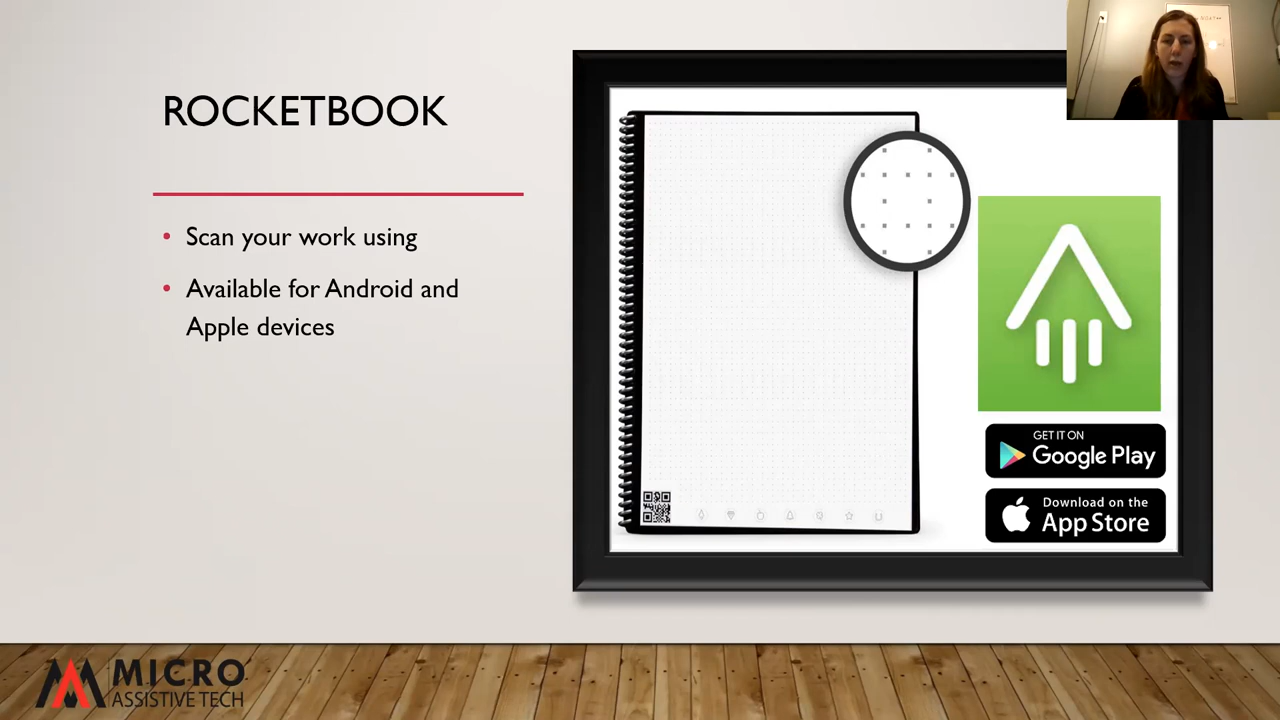 ROCKETBOOK
Scan your work using
Available for Android and
Apple devices
GET IT ON
Google Play
Download on the
App Store
MICRO
ASSISTIVE TECH